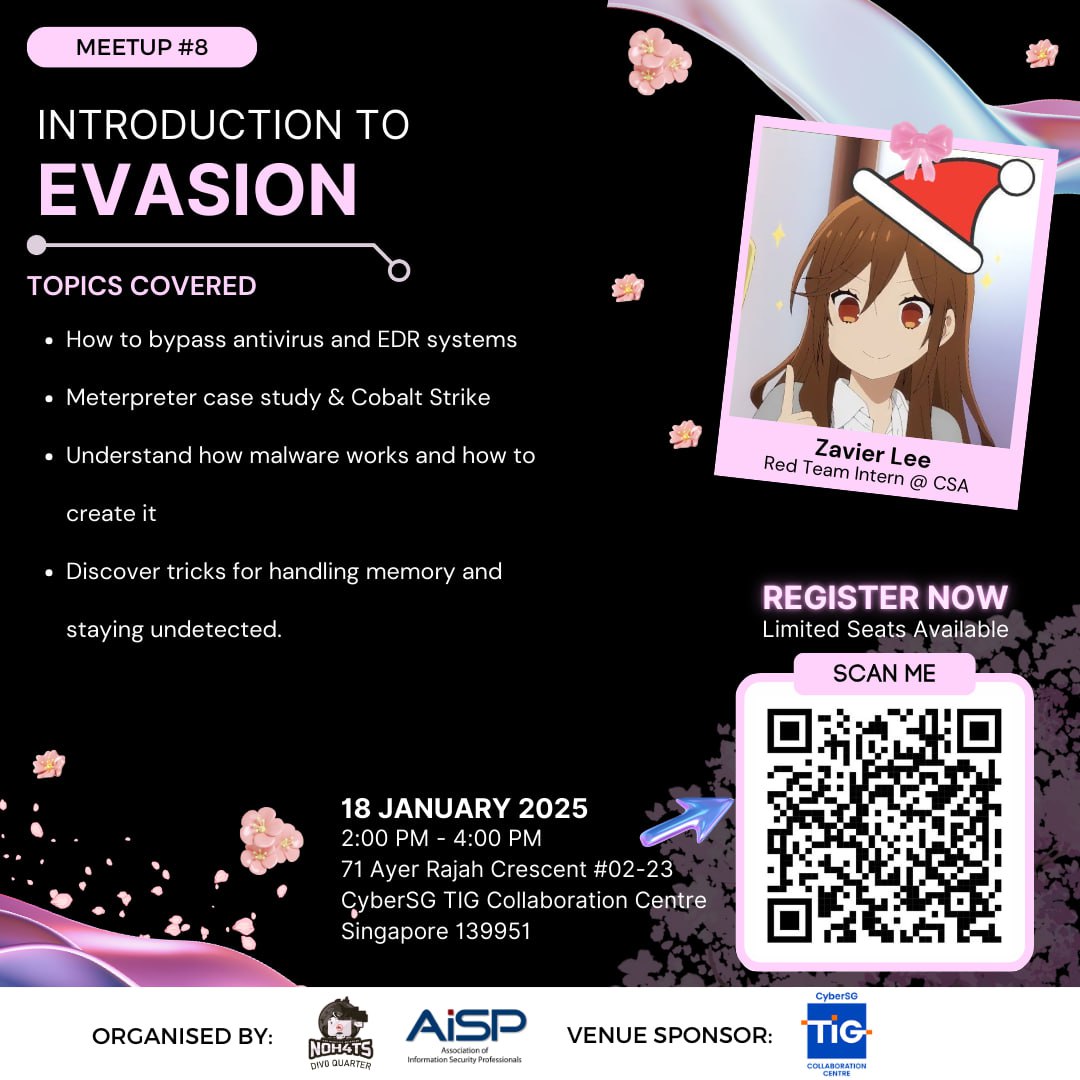 MEETUP #8
INTRODUCTION TO
EVASION
TOPICS COVERED
• How to bypass antivirus and EDR systems
• Meterpreter case study & Cobalt Strike
• Understand how malware works and how to
create it
• Discover tricks for handling memory and
staying undetected.
Zavier Lee
Red Team Intern @ CSA
REGISTER NOW
Limited Seats Available
SCAN ME
18 JANUARY 2025
2:00 PM - 4:00 PM
71 Ayer Rajah Crescent #02-23
CyberSG TIG Collaboration Centre
Singapore 139951
ORGANISED BY:
N0H4TS
DIV0 QUARTER
AiSP
Association of
Information Security Professionals
VENUE SPONSOR:
CyberSG
TIG
COLLABORATION
CENTRE